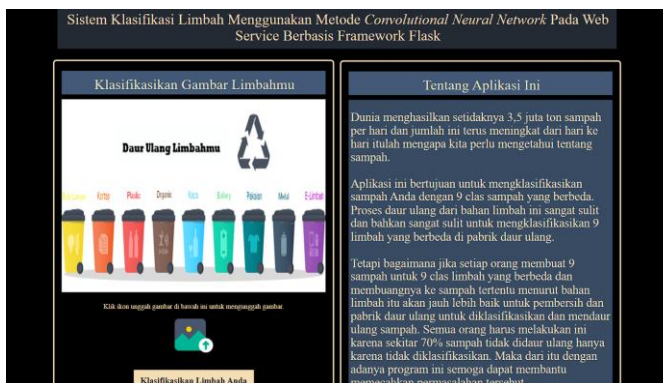 Sistem Klasifikasi Limbah Menggunakan Metode Convolutional Neural Network Pada Web
Service Berbasis Framework Flask
Klasifikasikan Gambar Limbahmu
Daur Ulang Limbahmu
Kertas Plastic Organic Kaca Battery Pakaian Metal E-Limbah
Klik ikon unggah gambar di bawah ini untuk mengunggah gambar.
Klasifikasikan Limbah Anda
Tentang Aplikasi Ini
Dunia menghasilkan setidaknya 3,5 juta ton sampah
per hari dan jumlah ini terus meningkat dari hari ke
hari itulah mengapa kita perlu mengetahui tentang
sampah.
Aplikasi ini bertujuan untuk mengklasifikasikan
sampah Anda dengan 9 clas sampah yang berbeda.
Proses daur ulang dari bahan limbah ini sangat sulit
dan bahkan sangat sulit untuk mengklasifikasikan 9
limbah yang berbeda di pabrik daur ulang.
Tetapi bagaimana jika setiap orang membuat 9
sampah untuk 9 clas limbah yang berbeda dan
membuangnya ke sampah tertentu menurut bahan
limbah itu akan jauh lebih baik untuk pembersih dan
pabrik daur ulang untuk diklasifikasikan dan mendaur
ulang sampah. Semua orang harus melakukan ini
karena sekitar 70% sampah tidak didaur ulang hanya
karena tidak diklasifikasikan. Maka dari itu dengan
adanya program ini semoga dapat membantu
memecahkan permasalahan tersebut.